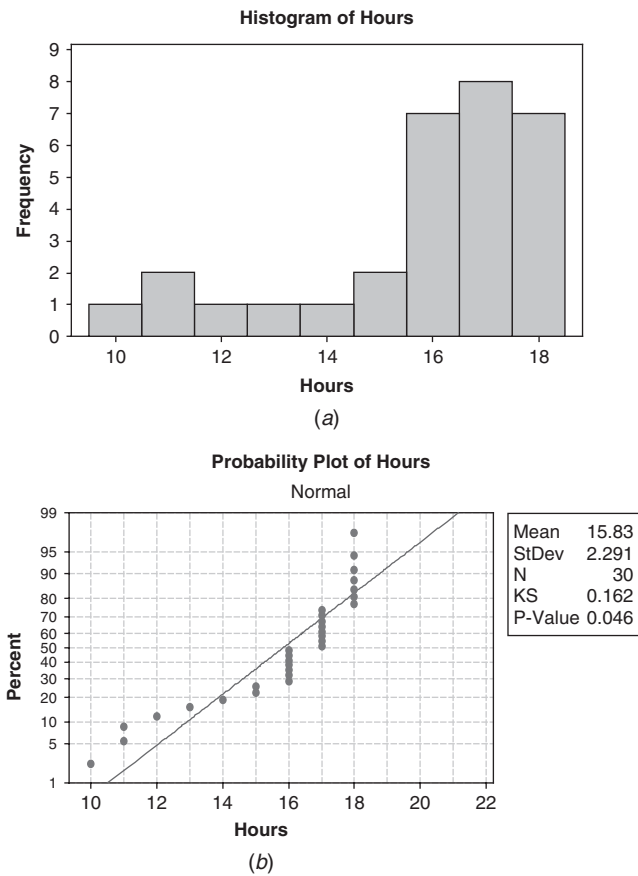 Histogram of Hours
9
8
7
6
5
4
3
2
1
0
Frequency
10 12 14 16 18
Hours
(a)
Probability Plot of Hours
Normal
99
95
90
80
70
60
50
40
30
20
10
5
1
Percent
10 12 14 16 18 20 22
Hours
Mean 15.83
StDev 2.291
N 30
KS 0.162
P-Value 0.046
(b)